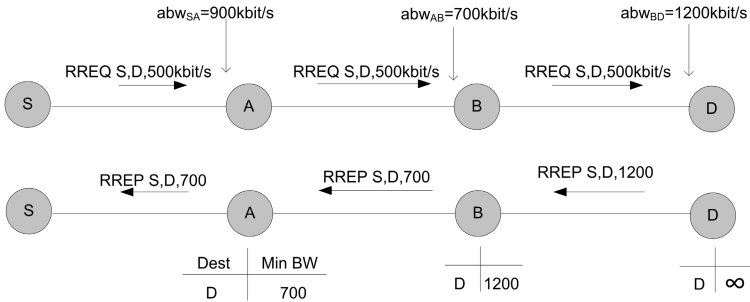 abwSA=900kbit/s
abwAB=700kbit/s
abwBD=1200kbit/s
RREQ S,D,500kbit/s
RREQ S,D,500kbit/s
RREQ S,D,500kbit/s
S
A
B
D
RREP S,D,700
RREP S,D,700
RREP S,D,1200
S
A
B
D
Dest Min BW
D 700
D 1200
D ∞